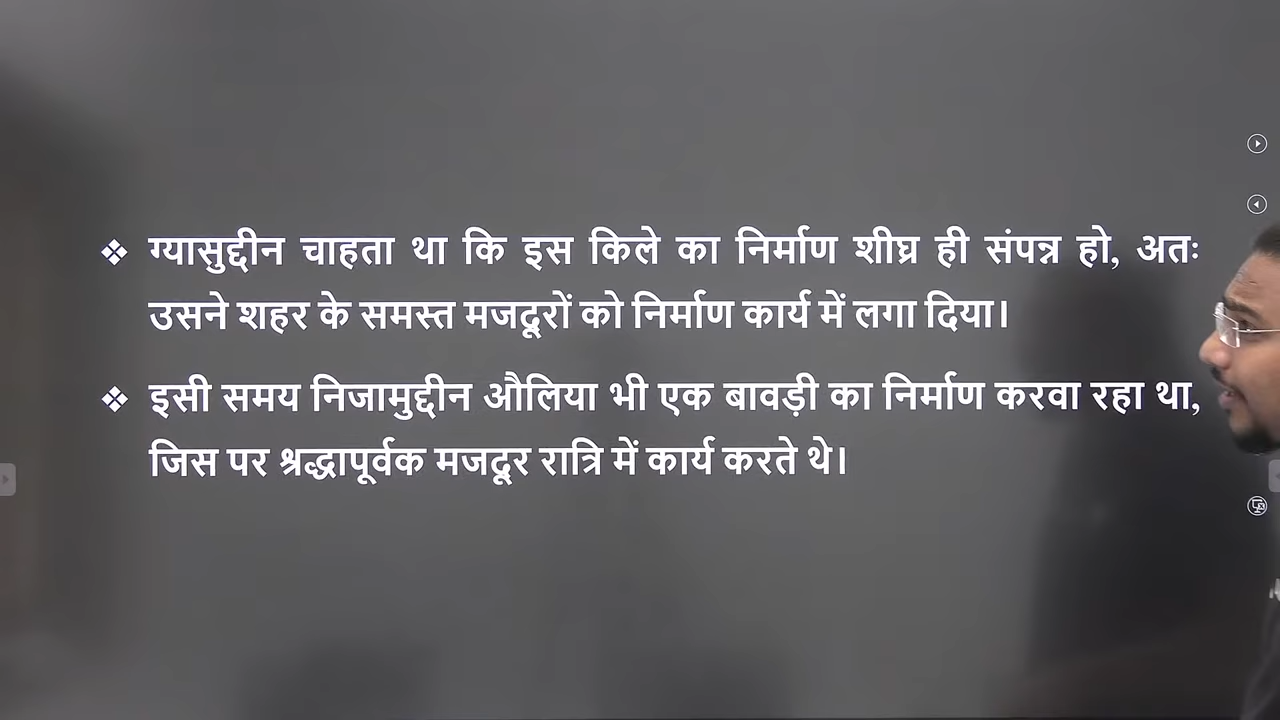 ❖ ग्यासुद्दीन चाहता था कि इस किले का निर्माण शीघ्र ही संपन्न हो, अतः
उसने शहर के समस्त मजदूरों को निर्माण कार्य में लगा दिया।
❖ इसी समय निजामुद्दीन औलिया भी एक बावड़ी का निर्माण करवा रहा था,
जिस पर श्रद्धापूर्वक मजदूर रात्रि में कार्य करते थे।